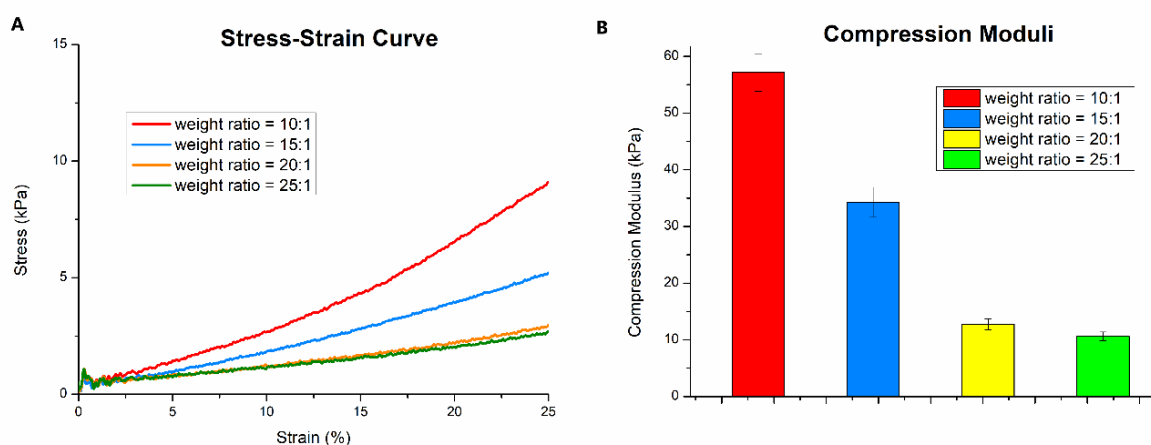 A
Stress-Strain Curve
15
10
5
0
Stress (kPa)
weight ratio = 10:1
weight ratio = 15:1
weight ratio = 20:1
weight ratio = 25:1
0 5 10 15 20 25
Strain (%)
B
Compression Moduli
60
50
40
30
20
10
0
Compression Modulus (kPa)
weight ratio = 10:1
weight ratio = 15:1
weight ratio = 20:1
weight ratio = 25:1